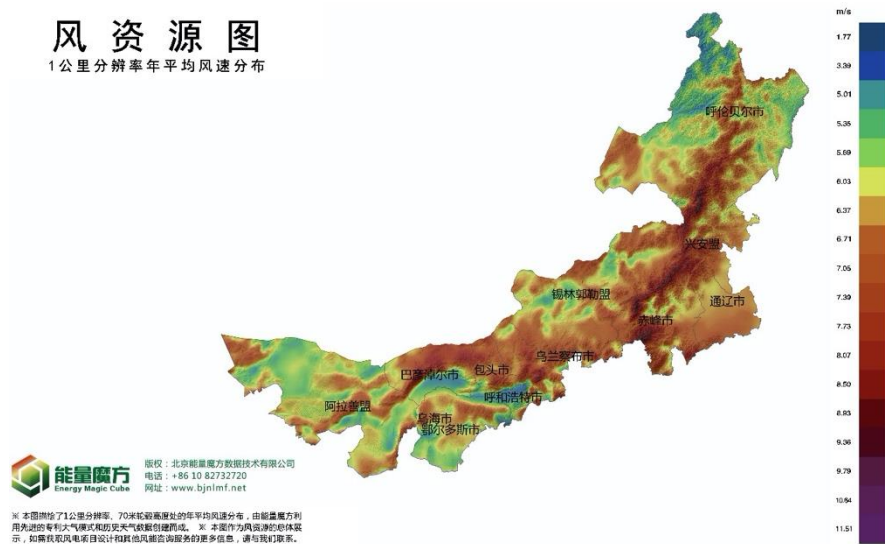 风资源图
1公里分辨率年平均风速分布
m/s
1.77
3.39
5.01
5.35
5.69
6.03
6.37
6.71
7.05
7.39
7.73
8.07
8.50
8.93
9.36
9.79
10.64
11.51
呼伦贝尔市
兴安盟
锡林郭勒盟
通辽市
赤峰市
乌兰察布市
包头市
巴彦淖尔市
呼和浩特市
阿拉善盟
乌海市
鄂尔多斯市
能量魔方
Energy Magic Cube
版权：北京能量魔方数据技术有限公司
电话：+86 10 82732720
网址：www.bjnlmf.net
※ 本图描绘了1公里分辨率、70米轮毂高度处的年平均风速分布，由能量魔方利
用先进的专利大气模式和历史天气数据创建而成。 ※ 本图作为风资源的总体展
示，如需获取风电项目设计和其他风能咨询服务的更多信息，请与我们联系。